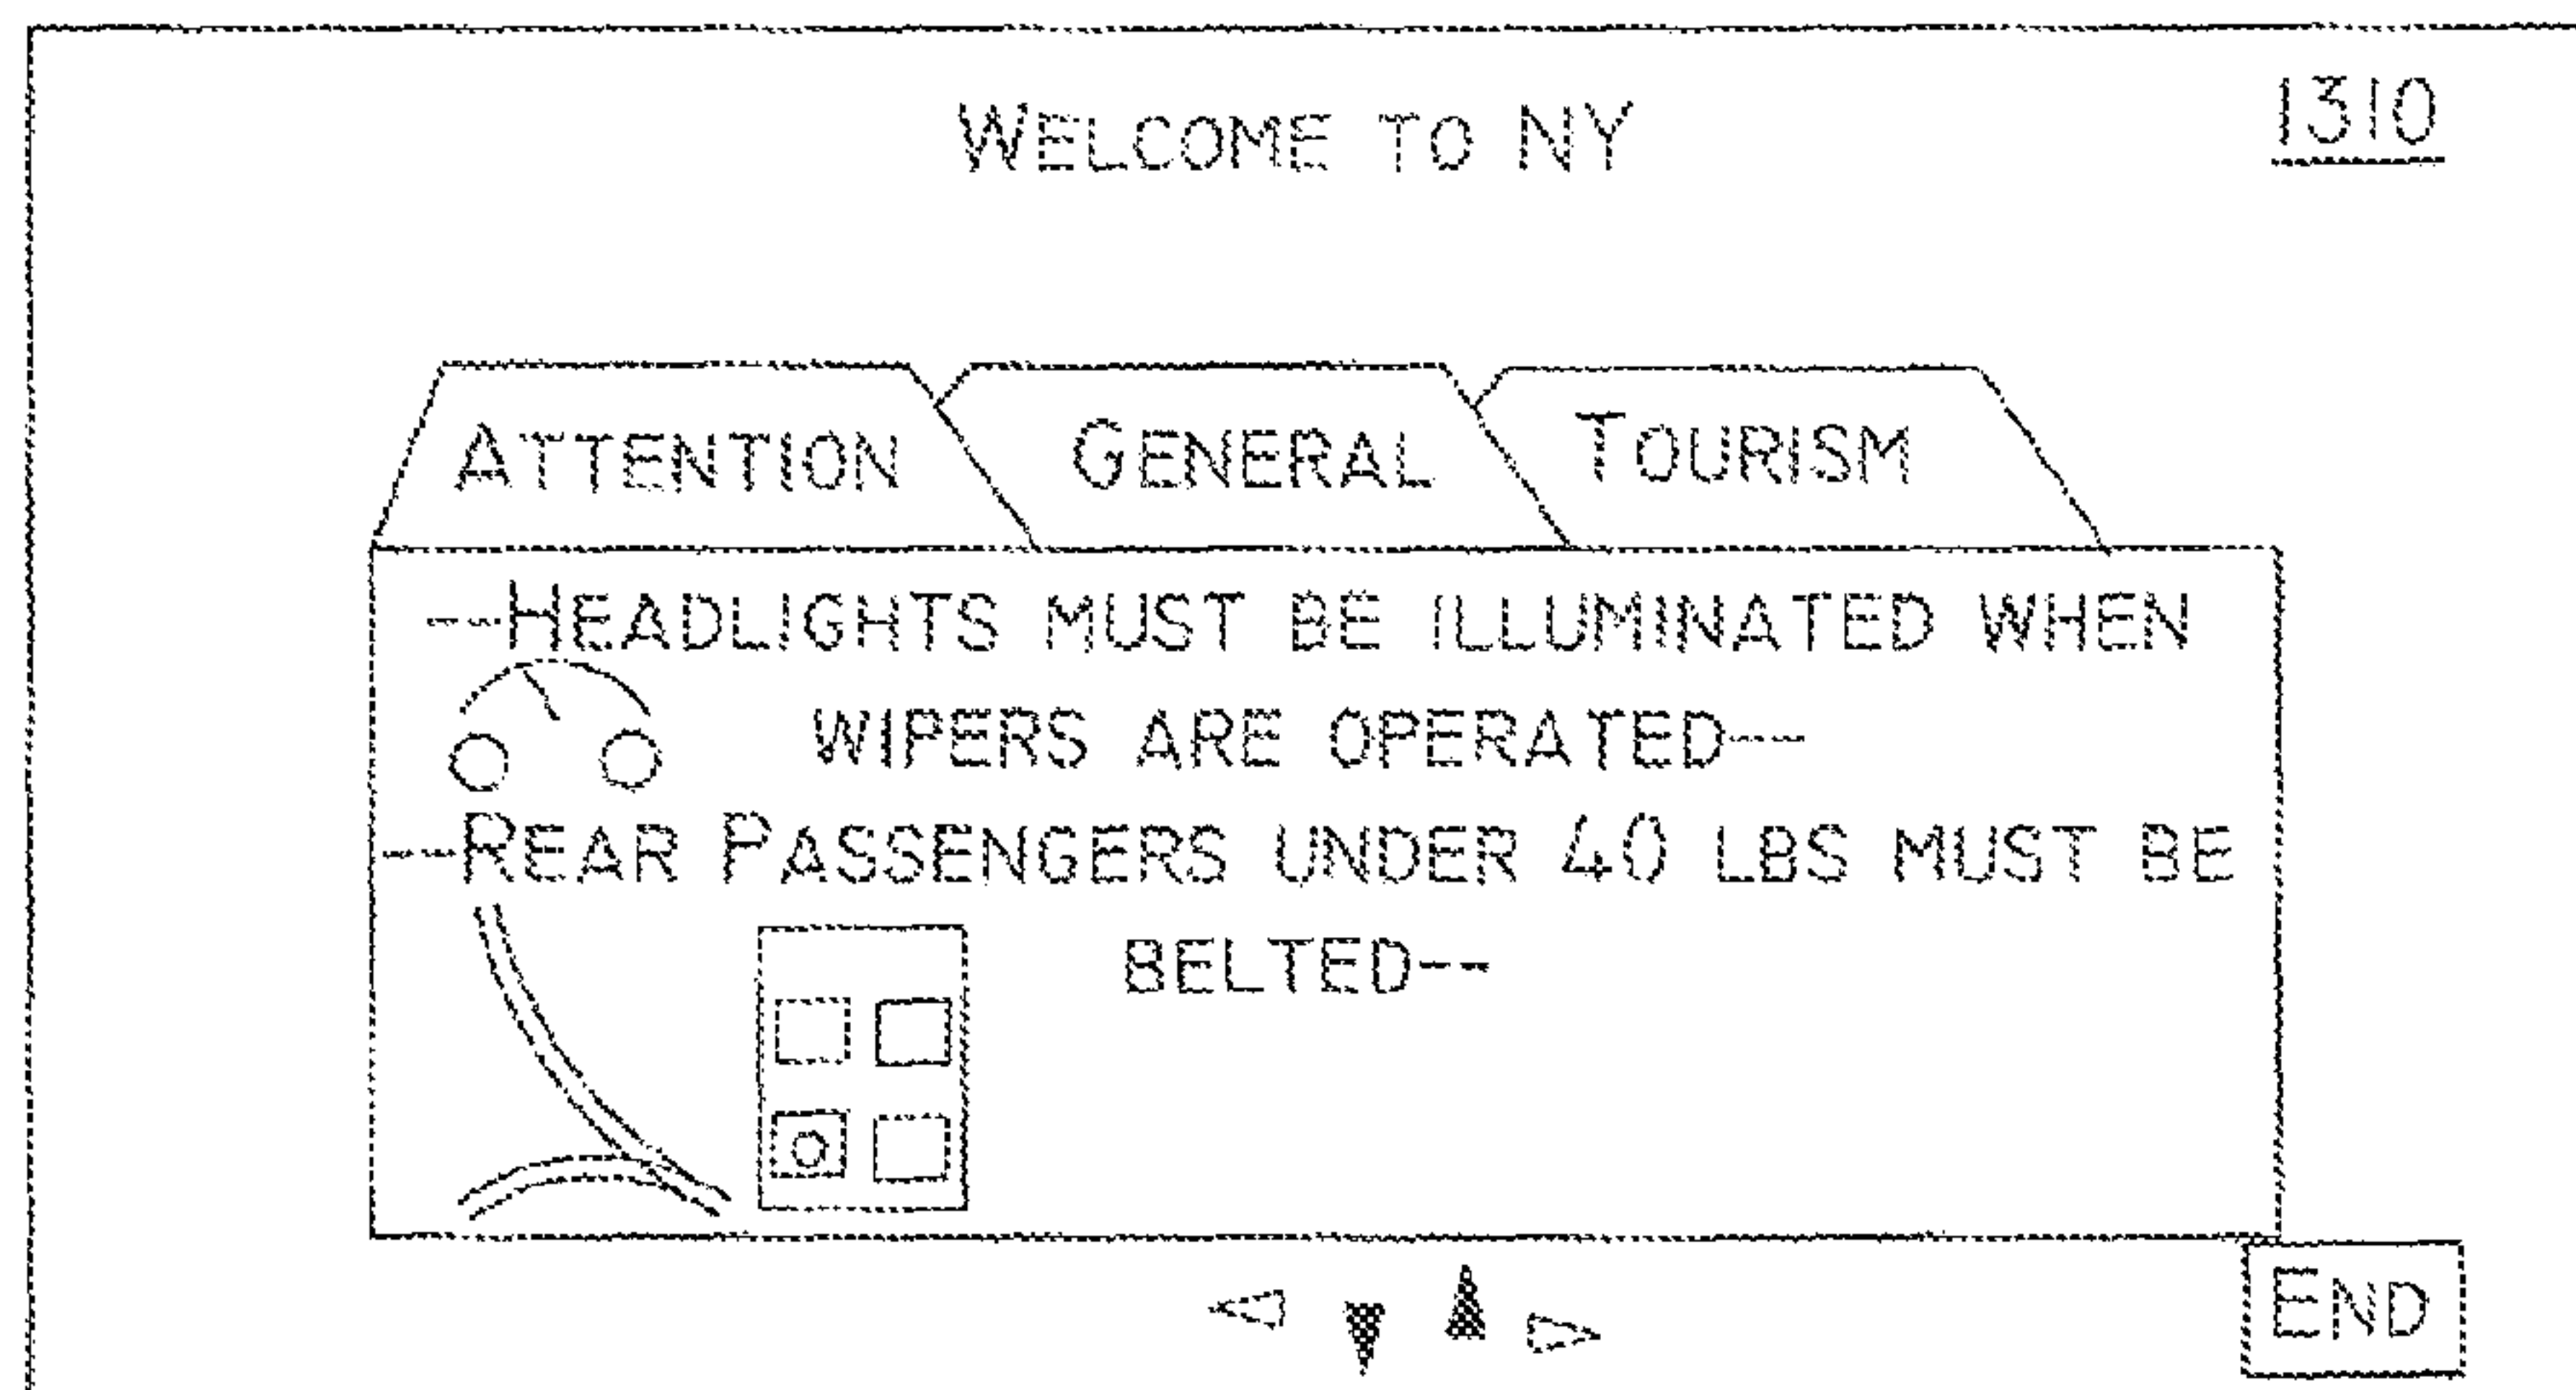 WELCOME TO NY
1310
ATTENTION GENERAL TOURISM
--HEADLIGHTS MUST BE ILLUMINATED WHEN
WIPERS ARE OPERATED--
--REAR PASSENGERS UNDER 40 LBS MUST BE
BELTED--
END